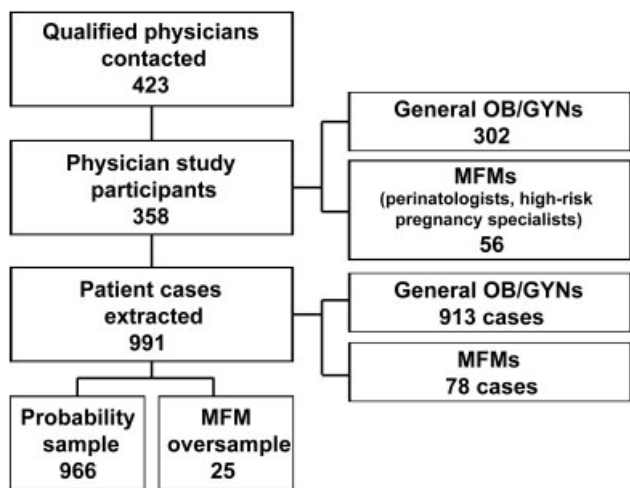 Qualified physicians
contacted
423
General OB/GYNs
302
Physician study
participants
358
MFMs
(perinatologists, high-risk
pregnancy specialists)
56
Patient cases
extracted
991
General OB/GYNs
913 cases
MFMs
78 cases
Probability
sample
966
MFM
oversample
25